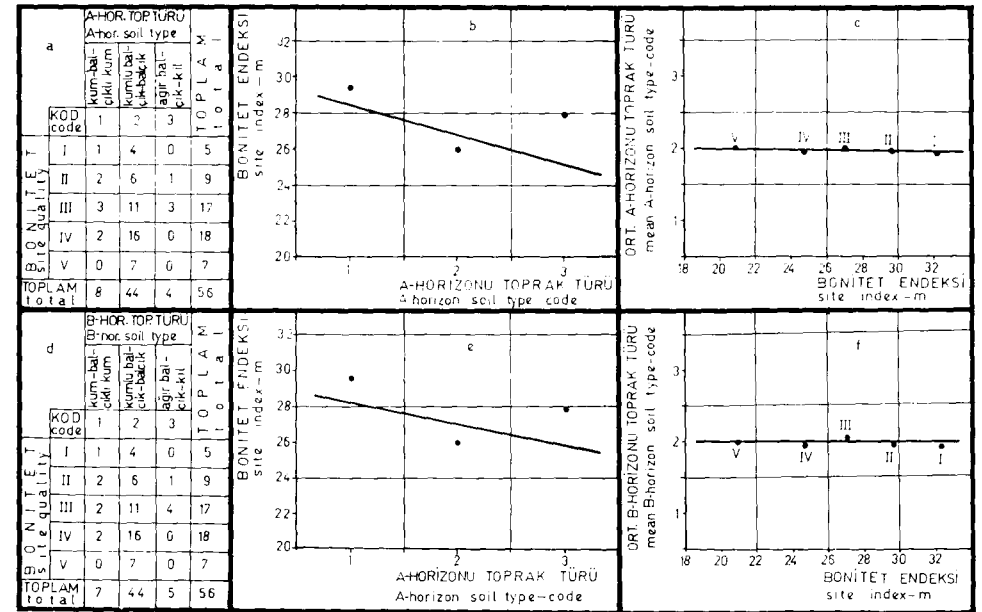 a
A-HOR. TOP. TÜRÜ
A-hor. soil type
kum-bal-
çıklı kum
kumlu bal-
çık-balçık
ağır bal-
çık-kil
TOPLAM
total
KOD
code
1 2 3
BONİTET
site quality
I 1 4 0 5
II 2 6 1 9
III 3 11 3 17
IV 2 16 0 18
V 0 7 0 7
TOPLAM
total
8 44 4 56
b
BONİTET ENDEKSİ
site index-m
32
30
28
26
24
22
20
1 2 3
A-HORİZONU TOPRAK TÜRÜ
A-horizon soil type code
c
ORT. A-HORİZONU TOPRAK TÜRÜ
mean A-horizon soil type-code
3
2
1
V IV III II I
18 20 22 24 26 28 30 32
BONİTET ENDEKSİ
site index-m
d
B-HOR. TOP. TÜRÜ
B-hor. soil type
kum-bal-
çıklı kum
kumlu bal-
çık-balçık
ağır bal-
çık-kil
TOPLAM
total
KOD
code
1 2 3
BONİTET
site quality
I 1 4 0 5
II 2 6 1 9
III 2 11 4 17
IV 2 16 0 18
V 0 7 0 7
TOPLAM
total
7 44 5 56
e
BONİTET ENDEKSİ
site index-m
32
30
28
26
24
22
20
1 2 3
A-HORİZONU TOPRAK TÜRÜ
A-horizon soil type-code
f
ORT. B-HORİZONU TOPRAK TÜRÜ
mean B-horizon soil type-code
3
2
1
V IV III II I
18 20 22 24 26 28 30 32
BONİTET ENDEKSİ
site index-m